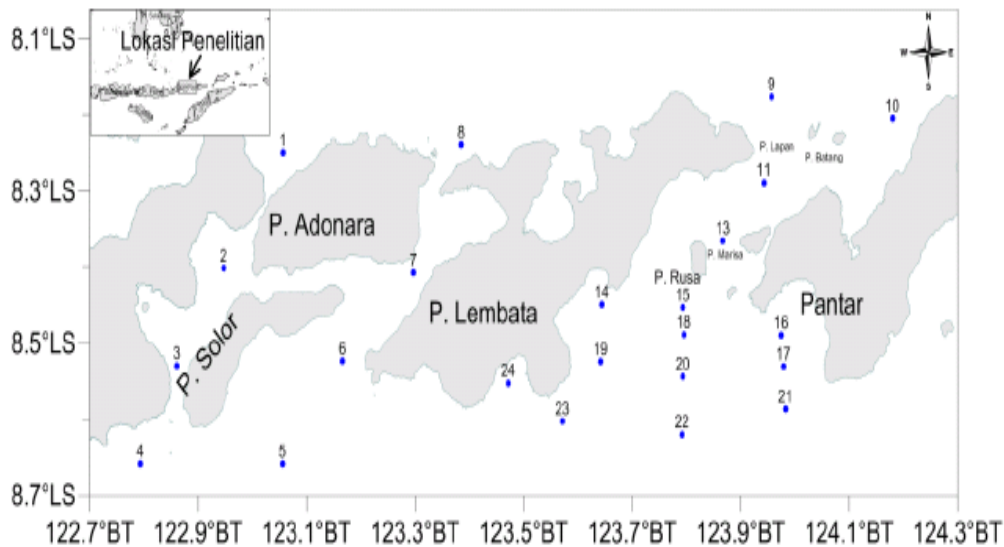 8.1°LS
Lokasi Penelitian
N
W
E
S
9
10
1
8
P. Lapan
P. Batang
11
8.3°LS
P. Adonara
13
P. Marisa
2
7
P. Rusa
14
15
Pantar
P. Lembata
18
16
8.5°LS
P. Solor
3
6
19
17
20
24
21
23
22
4
5
8.7°LS
122.7°BT
122.9°BT
123.1°BT
123.3°BT
123.5°BT
123.7°BT
123.9°BT
124.1°BT
124.3°BT